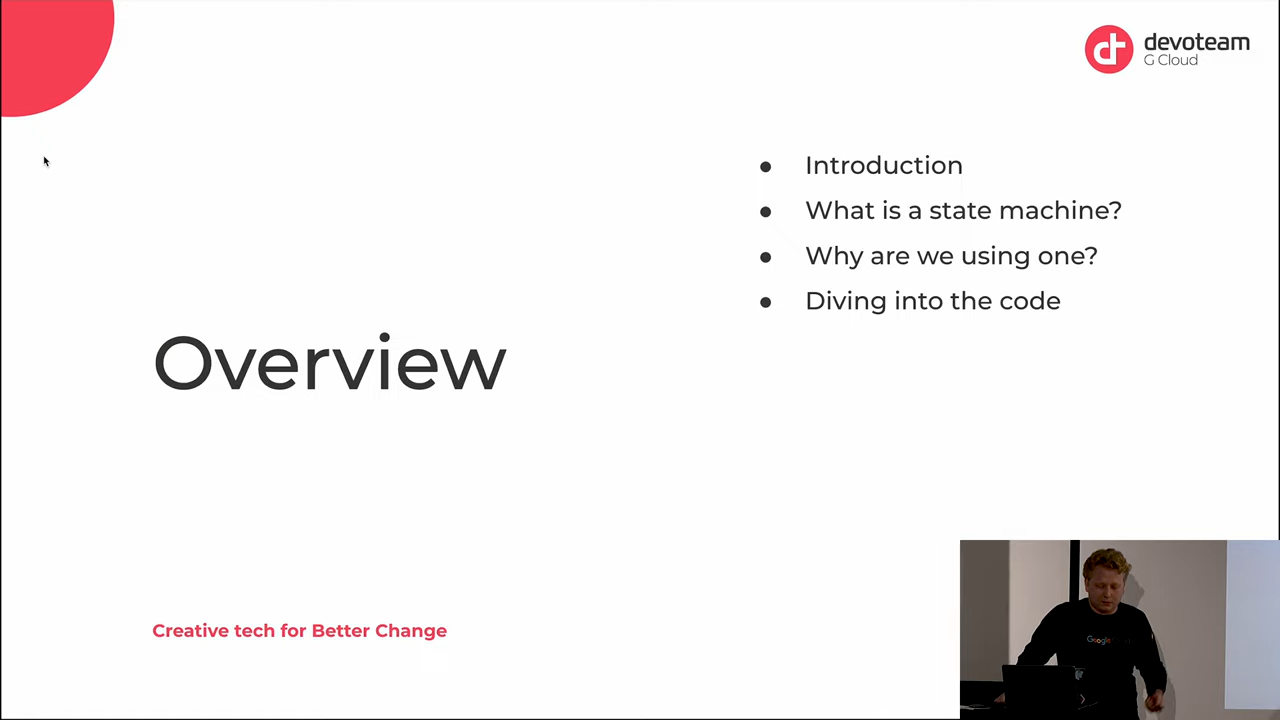 devoteam
G Cloud
Introduction
What is a state machine?
Why are we using one?
Diving into the code
Overview
Creative tech for Better Change
Google